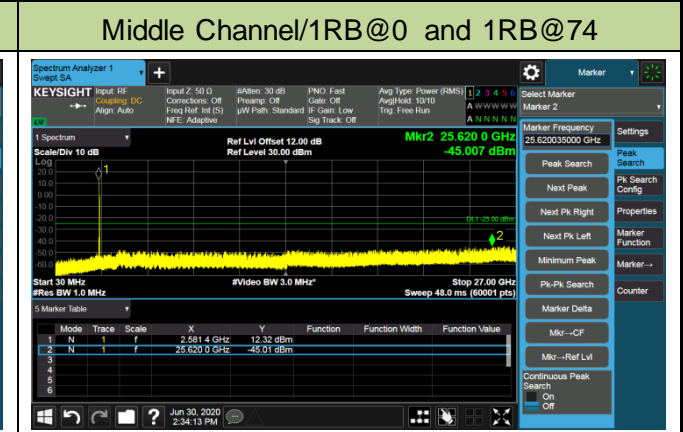 Middle Channel/1RB@0 and 1RB@74
Spectrum Analyzer 1
Swept SA
Marker
KEYSIGHT
Input: RF
Coupling: DC
Align: Auto
Input Z: 50 Ω
Corrections: Off
Freq Ref: Int (S)
NFE: Adaptive
#Atten: 30 dB
Preamp: Off
µW Path: Standard
PNO: Fast
Gate: Off
IF Gain: Low
Sig Track: Off
Avg Type: Power (RMS)
Avg|Hold: 10/10
Trig: Free Run
1 2 3 4 5 6
A W W W W W
A N N N N N
Select Marker
Marker 2
LXI
1 Spectrum
Scale/Div 10 dB
Log
Ref Lvl Offset 12.00 dB
Ref Level 30.00 dBm
Mkr2 25.620 0 GHz
-45.007 dBm
Marker Frequency
25.620035000 GHz
Settings
20.0
10.0
0.00
-10.0
-20.0
-30.0
-40.0
-50.0
-60.0
1
DL1 -25.00 dBm
2
Peak Search
Next Peak
Next Pk Right
Next Pk Left
Minimum Peak
Pk-Pk Search
Marker Delta
Mkr→CF
Mkr→Ref Lvl
Continuous Peak
Search
On
Off
Peak
Search
Pk Search
Config
Properties
Marker
Function
Marker→
Counter
Start 30 MHz
#Res BW 1.0 MHz
#Video BW 3.0 MHz*
Stop 27.00 GHz
Sweep 48.0 ms (60001 pts)
5 Marker Table
Mode Trace Scale X Y Function Function Width Function Value
1 N 1 f 2.581 4 GHz 12.32 dBm
2 N 1 f 25.620 0 GHz -45.01 dBm
3
4
5
6
?
Jun 30, 2020
2:34:13 PM